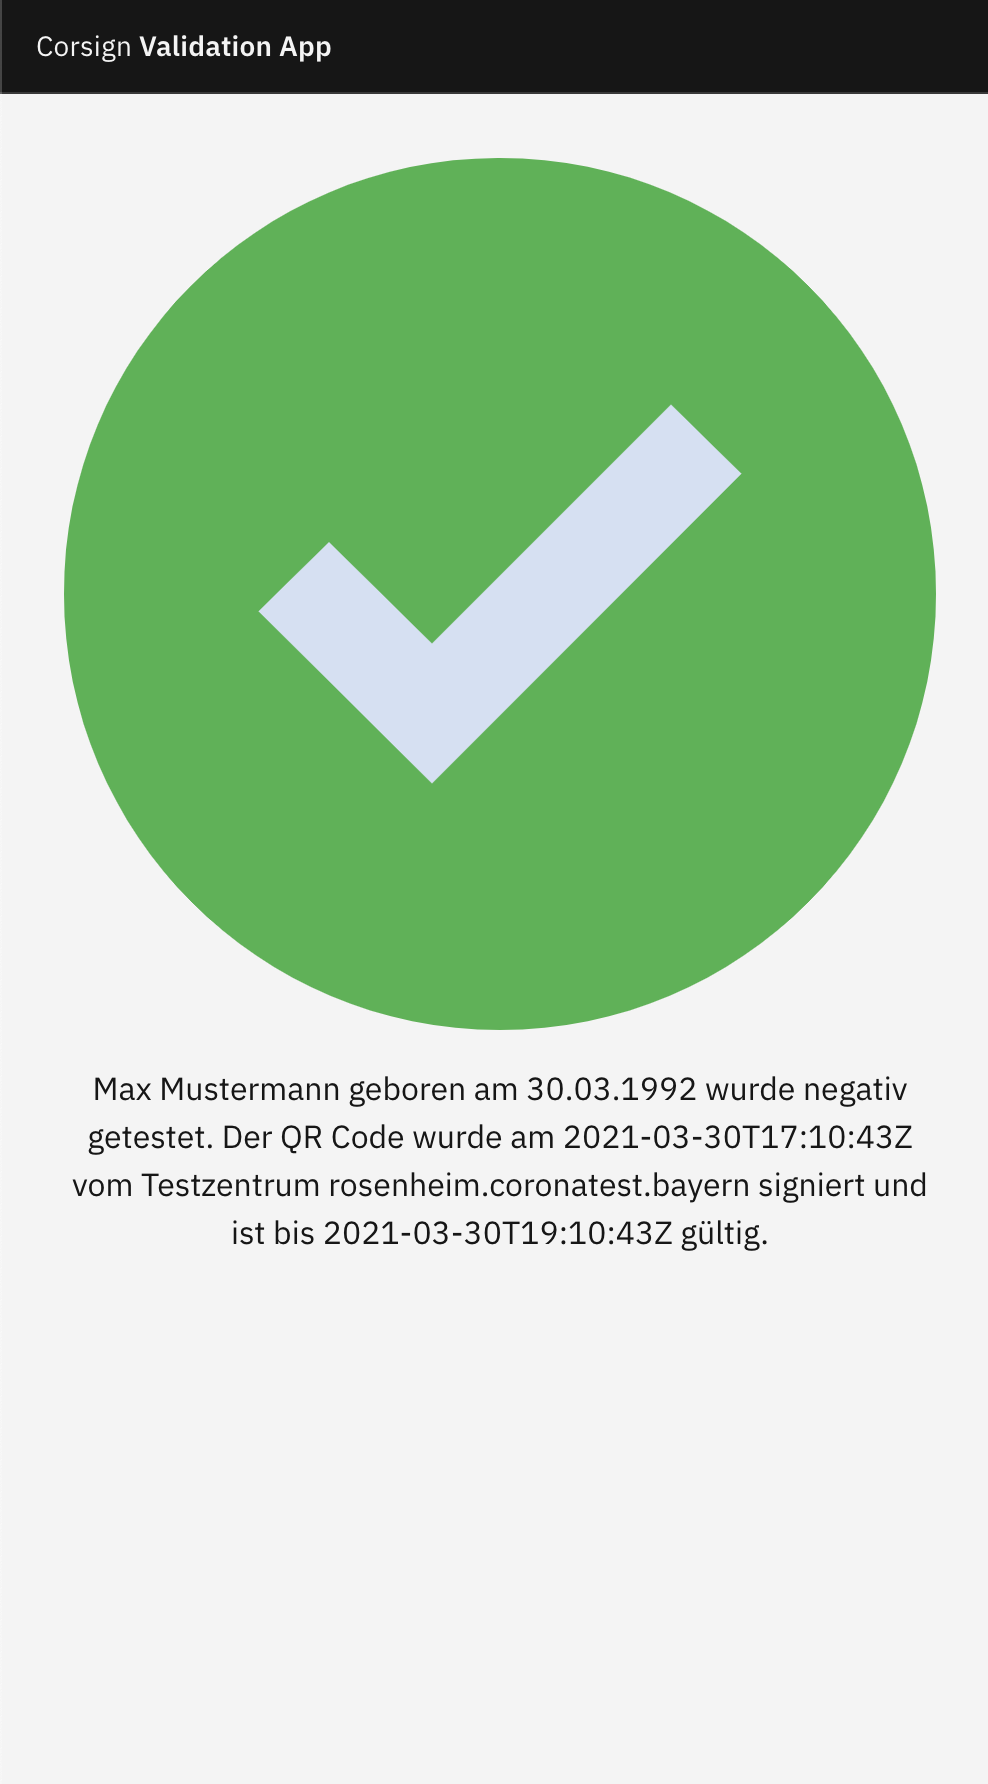 Corsign Validation App
Max Mustermann geboren am 30.03.1992 wurde negativ
getestet. Der QR Code wurde am 2021-03-30T17:10:43Z
vom Testzentrum rosenheim.coronatest.bayern signiert und
ist bis 2021-03-30T19:10:43Z gültig.